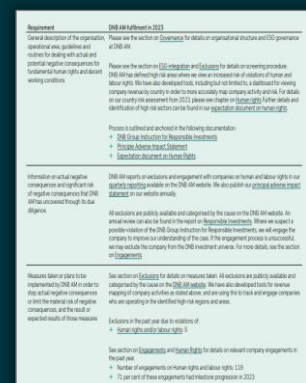 Requirement
DNB AM fulfilment in 2023
General description of the organisation,
operational area, guidelines and
routines for dealing with actual and
potential negative consequences for
fundamental human rights and decent
working conditions.
Please see the section on Governance for details on organisational structure and ESG governance
at DNB AM.
Please see the section on ESG-integration and Exclusions for details on screening procedure.
DNB AM has defined high risk areas where we view an increased risk of violations of human and
labour rights. We have also developed tools, including but not limited to, a dashboard for viewing
company revenue by country in order to more accurately map company activity and risk. For details
on our country risk assessment from 2023, please see chapter on Human rights. Further details and
identification of high risk sectors can be found in our expectation document on human rights.
Process is outlined and anchored in the following documentation:
→ DNB Group Instruction for Responsible Investments
→ Principle Adverse Impact Statement
→ Expectation document on Human Rights
Information on actual negative
consequences and significant risk
of negative consequences that DNB
AM has uncovered through its due
diligence.
DNB AM reports on exclusions and engagement with companies on human and labour rights in our
quarterly reporting available on the DNB AM website. We also publish our principal adverse impact
statement on our website annually.
All exclusions are publicly available and categorised by the cause on the DNB AM website. An
annual review can also be found in the report on Responsible Investments. Where we suspect a
possible violation of the DNB Group Instruction for Responsible Investments, we will engage the
company to improve our understanding of the case. If the engagement process is unsuccessful,
we may exclude the company from the DNB investment universe. For more details, see the section
on Engagements
Measures taken or plans to be
implemented by DNB AM in order to
stop actual negative consequences
or limit the material risk of negative
consequences, and the result or
expected results of those measures
See section on Exclusions for details on measures taken. All exclusions are publicly available and
categorised by the cause on the DNB AM website. We have also developed tools for revenue
mapping of company activities as stated above, and are using this to track and engage companies
who are operating in the identified high-risk regions and areas.
Exclusions in the past year due to violations of:
→ Human rights and/or labour rights: 5
See section on Engagements and Human Rights for details on relevant company engagements in
the past year.
→ Number of engagements on Human Rights and labour rights: 119
→ 71 per cent of these engagements had milestone progression in 2023